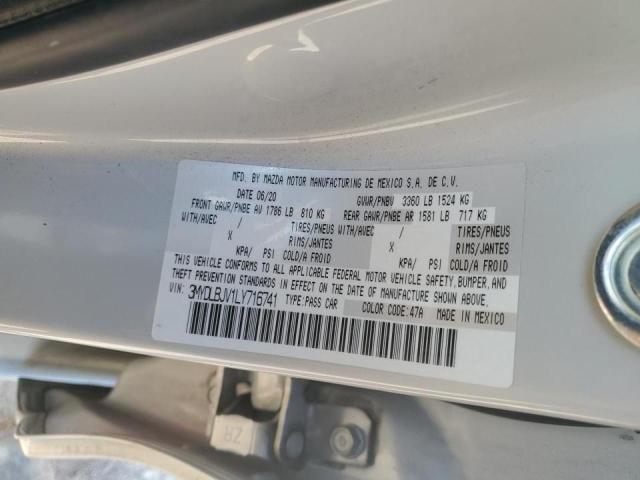 MFD. BY MAZDA MOTOR MANUFACTURING DE MEXICO S.A. DE C.V.
DATE 06/20 GVWR/PNBV 3360 LB 1524 KG
FRONT GAWR/PNBE AV 1786 LB 810 KG REAR GAWR/PNBE AR 1581 LB 717 KG
WITH/AVEC / TIRES/PNEUS WITH/AVEC / TIRES/PNEUS
X RIMS/JANTES X RIMS/JANTES
KPA/ PSI COLD/A FROID KPA/ PSI COLD/A FROID
THIS VEHICLE CONFORMS TO ALL APPLICABLE FEDERAL MOTOR VEHICLE SAFETY, BUMPER, AND
THEFT PREVENTION STANDARDS IN EFFECT ON THE DATE OF MANUFACTURE SHOWN ABOVE.
VIN: 3MVDLBJV1LY716741 TYPE:PASS CAR COLOR CODE:47A MADE IN MEXICO
ZR